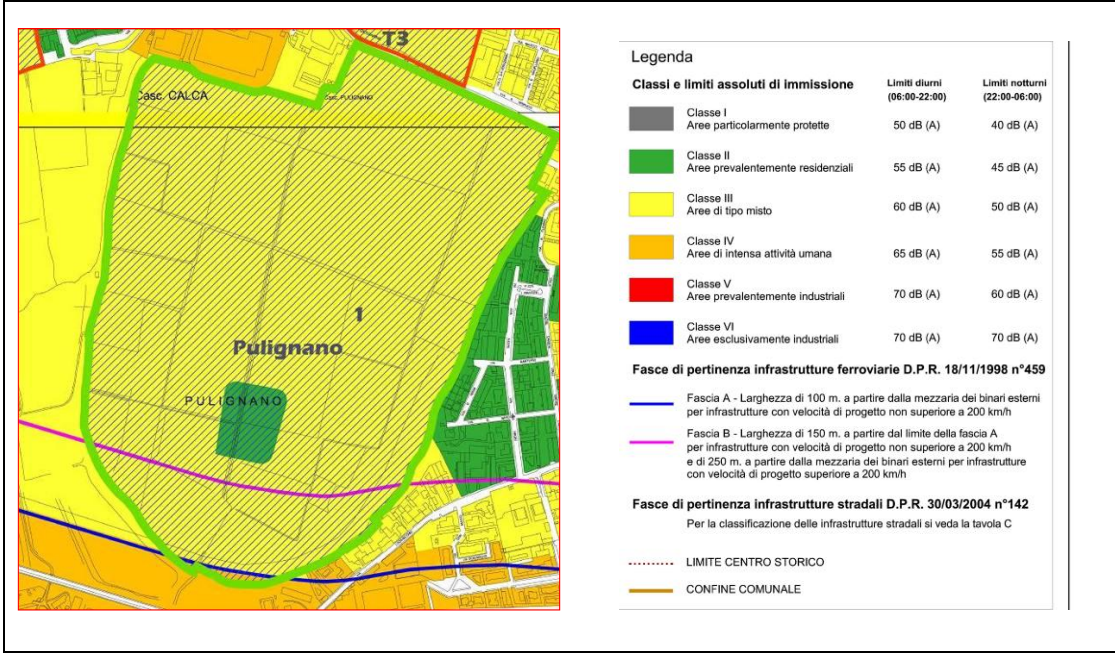 T3
Casc. CALCA
Casc. PULIGNANO
1
Pulignano
PULIGNANO
Legenda
Classi e limiti assoluti di immissione
Limiti diurni
(06:00-22:00)
Limiti notturni
(22:00-06:00)
Classe I
Aree particolarmente protette
50 dB (A)
40 dB (A)
Classe II
Aree prevalentemente residenziali
55 dB (A)
45 dB (A)
Classe III
Aree di tipo misto
60 dB (A)
50 dB (A)
Classe IV
Aree di intensa attività umana
65 dB (A)
55 dB (A)
Classe V
Aree prevalentemente industriali
70 dB (A)
60 dB (A)
Classe VI
Aree esclusivamente industriali
70 dB (A)
70 dB (A)
Fasce di pertinenza infrastrutture ferroviarie D.P.R. 18/11/1998 n°459
Fascia A - Larghezza di 100 m. a partire dalla mezzaria dei binari esterni
per infrastrutture con velocità di progetto non superiore a 200 km/h
Fascia B - Larghezza di 150 m. a partire dal limite della fascia A
per infrastrutture con velocità di progetto non superiore a 200 km/h
e di 250 m. a partire dalla mezzaria dei binari esterni per infrastrutture
con velocità di progetto superiore a 200 km/h
Fasce di pertinenza infrastrutture stradali D.P.R. 30/03/2004 n°142
Per la classificazione delle infrastrutture stradali si veda la tavola C
LIMITE CENTRO STORICO
CONFINE COMUNALE